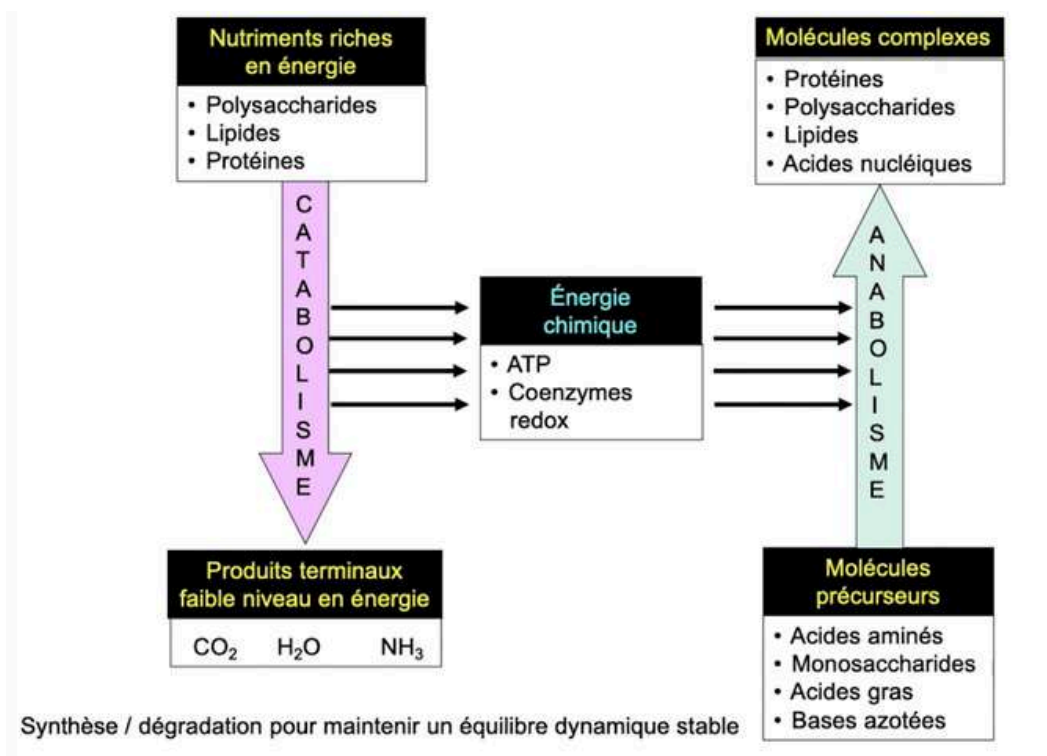 Nutriments riches
en énergie
• Polysaccharides
• Lipides
• Protéines
CATABOLISME
Produits terminaux
faible niveau en énergie
CO₂ H₂O NH₃
Énergie
chimique
• ATP
• Coenzymes
redox
Molécules complexes
• Protéines
• Polysaccharides
• Lipides
• Acides nucléiques
ANABOLISME
Molécules
précurseurs
• Acides aminés
• Monosaccharides
• Acides gras
• Bases azotées
Synthèse / dégradation pour maintenir un équilibre dynamique stable